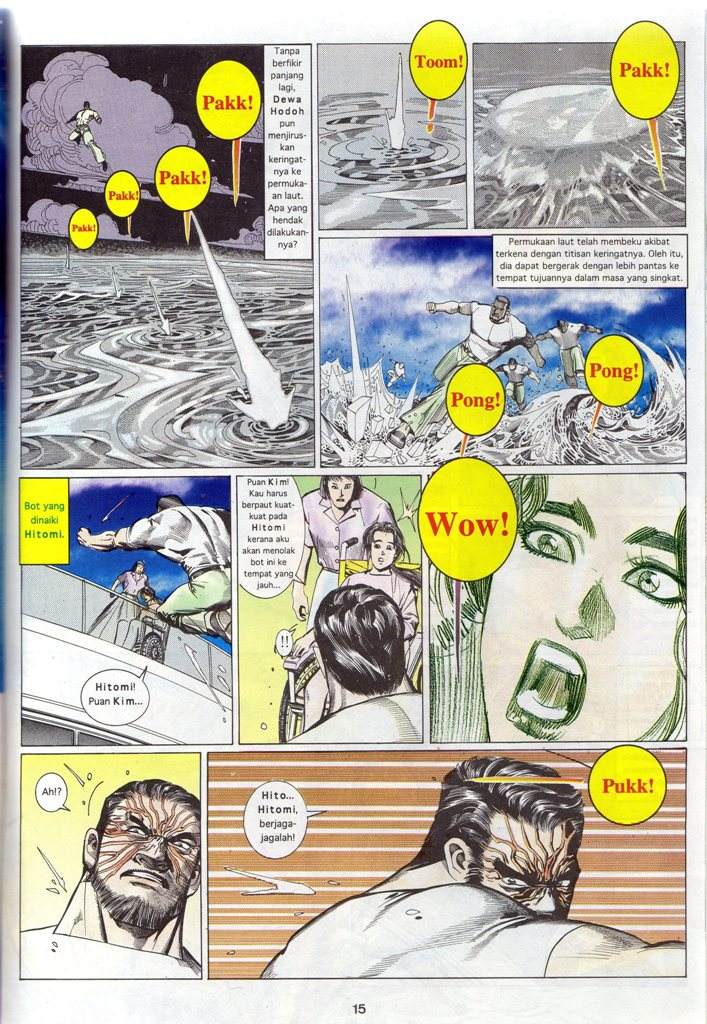 Pakk!
Pakk!
Pakk!
Pakk!
Tanpa
berfikir
panjang
lagi,
Dewa
Hodoh
pun
menjirus-
kan
keringat-
nya ke
permuka-
an laut.
Apa yang
hendak
dilakukan-
nya?
Toom!
Pakk!
Permukaan laut telah membeku akibat
terkena dengan titisan keringatnya. Oleh itu,
dia dapat bergerak dengan lebih pantas ke
tempat tujuannya dalam masa yang singkat.
Pong!
Pong!
Bot yang
dinaiki
Hitomi.
Hitomi!
Puan Kim...
Puan Kim!
Kau harus
berpaut kuat-
kuat pada
Hitomi
kerana aku
akan menolak
bot ini ke
tempat yang
jauh...
!!
Wow!
Ah!?
Hito...
Hitomi,
berjaga-
jagalah!
Pukk!
15